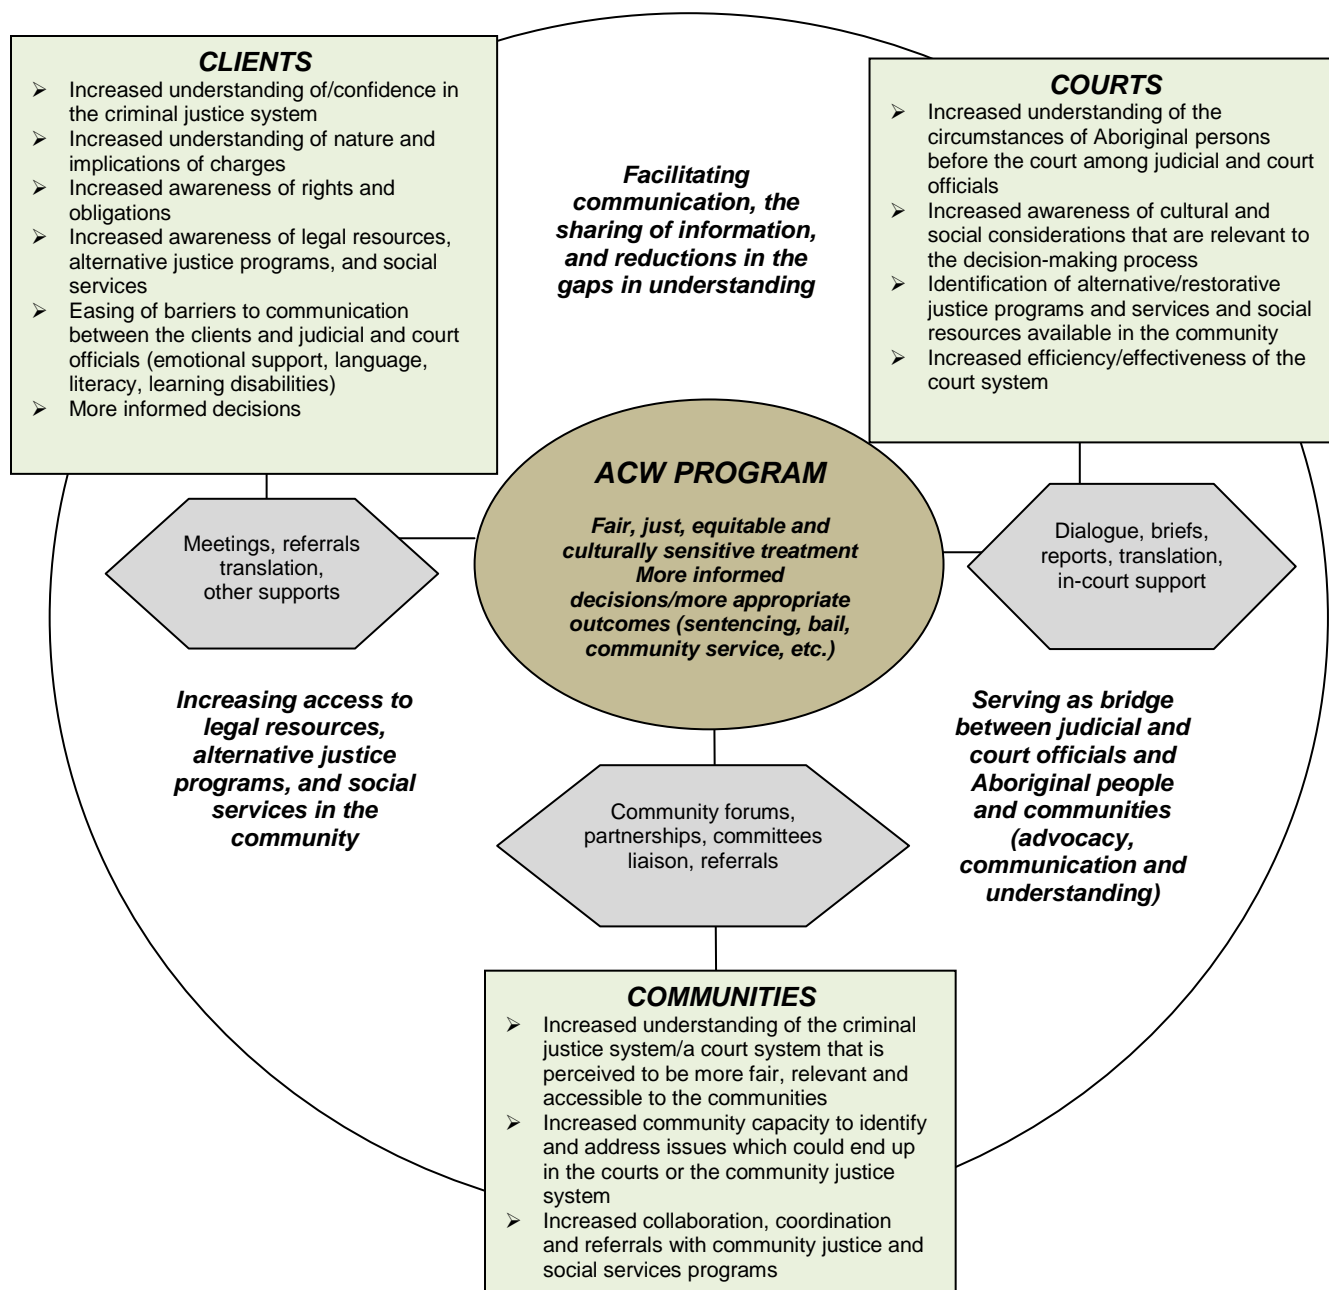 CLIENTS
➢ Increased understanding of/confidence in
the criminal justice system
➢ Increased understanding of nature and
implications of charges
➢ Increased awareness of rights and
obligations
➢ Increased awareness of legal resources,
alternative justice programs, and social
services
➢ Easing of barriers to communication
between the clients and judicial and court
officials (emotional support, language,
literacy, learning disabilities)
➢ More informed decisions
Facilitating
communication, the
sharing of information,
and reductions in the
gaps in understanding
COURTS
➢ Increased understanding of the
circumstances of Aboriginal persons
before the court among judicial and court
officials
➢ Increased awareness of cultural and
social considerations that are relevant to
the decision-making process
➢ Identification of alternative/restorative
justice programs and services and social
resources available in the community
➢ Increased efficiency/effectiveness of the
court system
ACW PROGRAM
Fair, just, equitable and
culturally sensitive treatment
More informed
decisions/more appropriate
outcomes (sentencing, bail,
community service, etc.)
Meetings, referrals
translation,
other supports
Dialogue, briefs,
reports, translation,
in-court support
Increasing access to
legal resources,
alternative justice
programs, and social
services in the
community
Community forums,
partnerships, committees
liaison, referrals
Serving as bridge
between judicial and
court officials and
Aboriginal people
and communities
(advocacy,
communication and
understanding)
COMMUNITIES
➢ Increased understanding of the criminal
justice system/a court system that is
perceived to be more fair, relevant and
accessible to the communities
➢ Increased community capacity to identify
and address issues which could end up
in the courts or the community justice
system
➢ Increased collaboration, coordination
and referrals with community justice and
social services programs